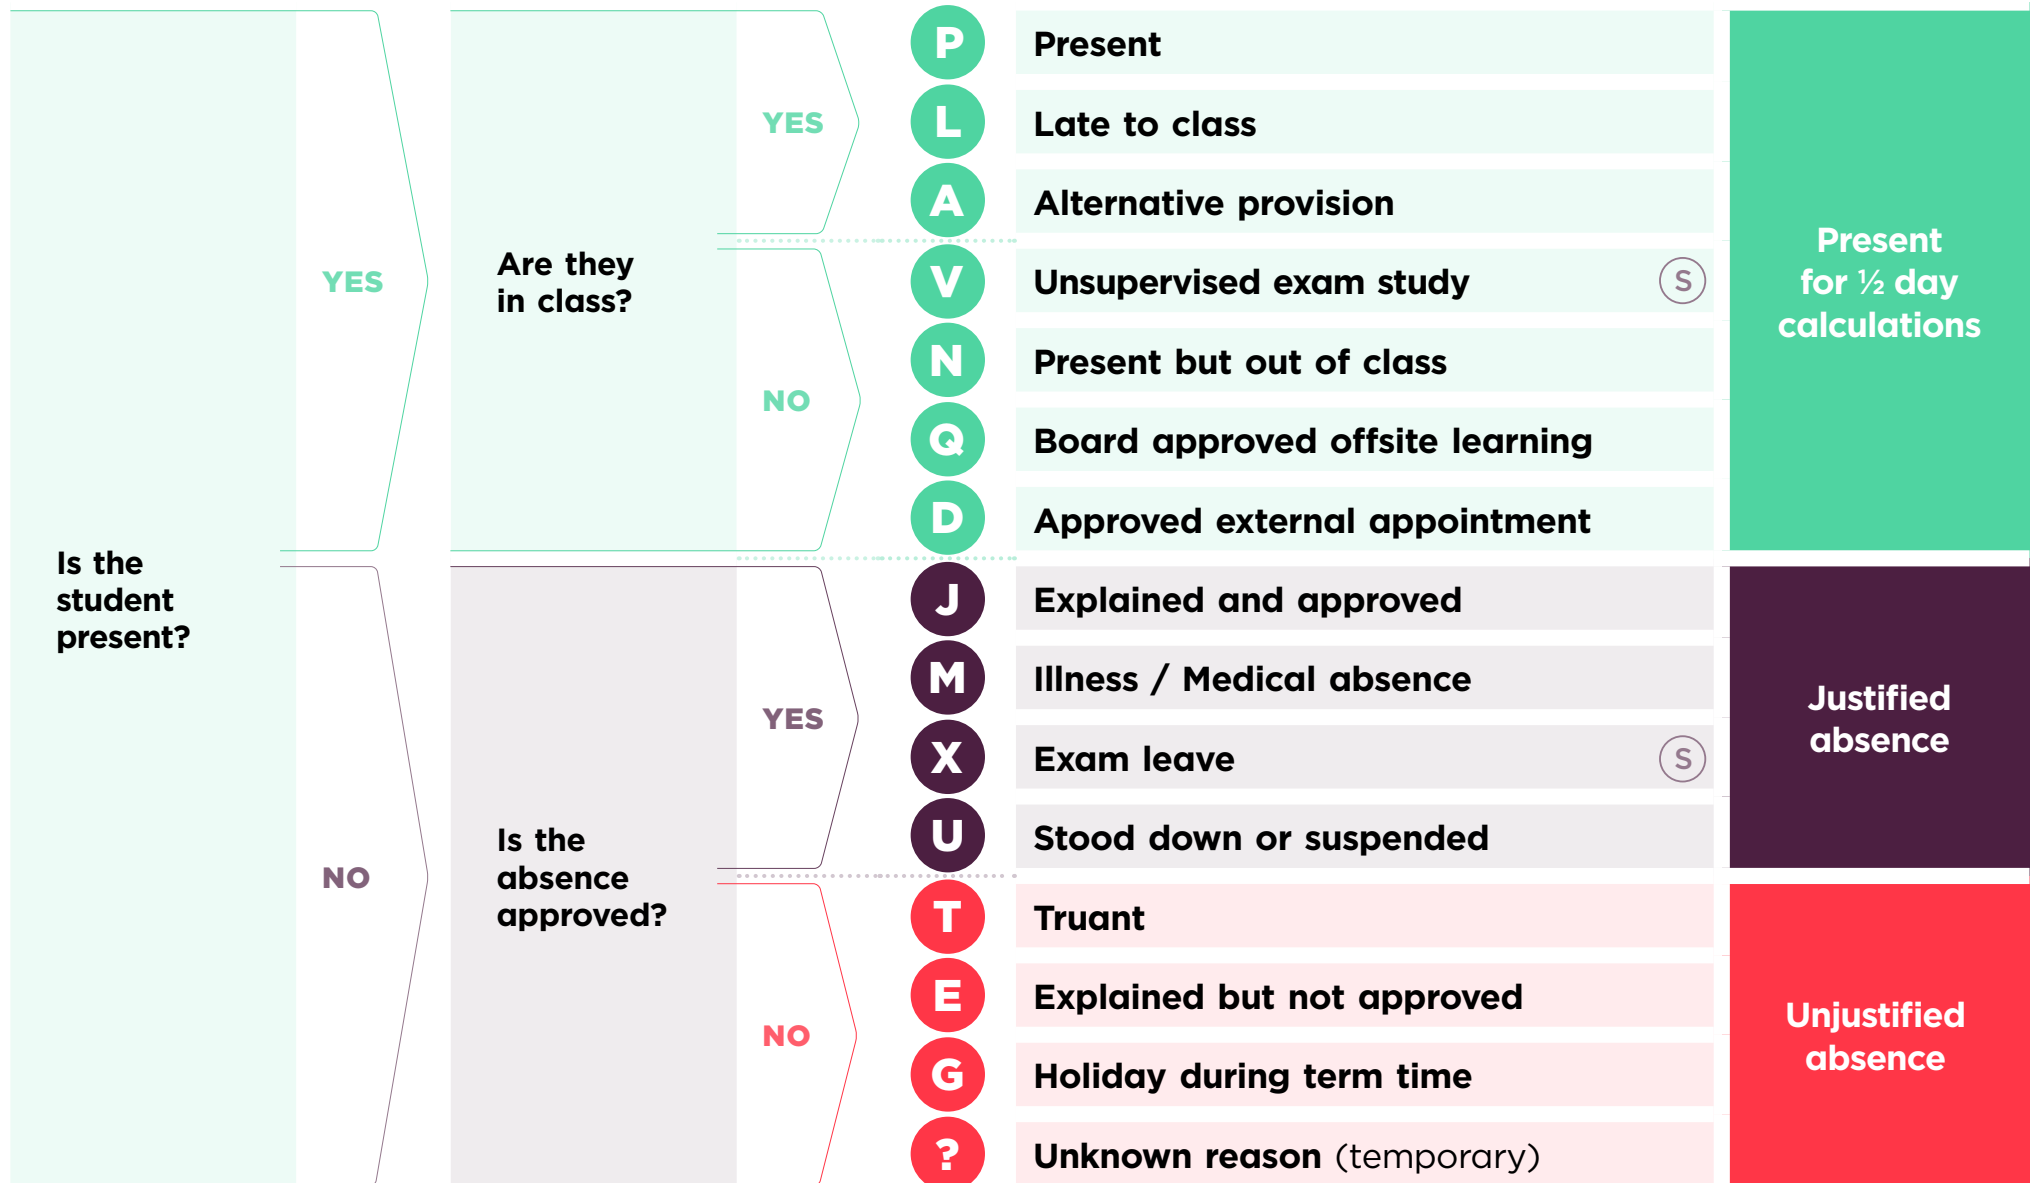 Is the
student
present?
YES
NO
Are they
in class?
YES
NO
Is the
absence
approved?
YES
NO
P Present
L Late to class
A Alternative provision
V Unsupervised exam study S
N Present but out of class
Q Board approved offsite learning
D Approved external appointment
J Explained and approved
M Illness / Medical absence
X Exam leave S
U Stood down or suspended
T Truant
E Explained but not approved
G Holiday during term time
? Unknown reason (temporary)
Present
for ½ day
calculations
Justified
absence
Unjustified
absence